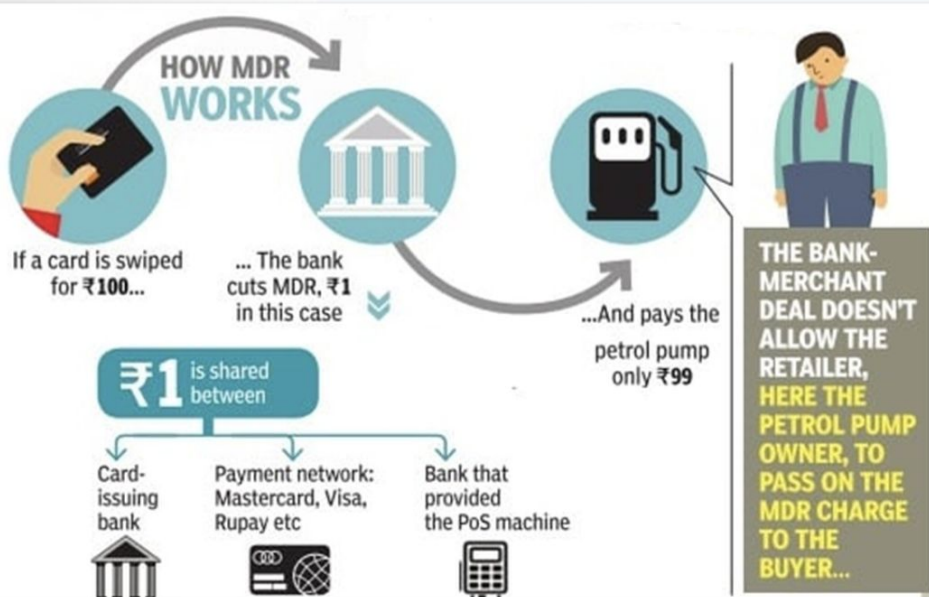 HOW MDR
WORKS
If a card is swiped
for ₹100...
... The bank
cuts MDR, ₹1
in this case
...And pays the
petrol pump
only ₹99
₹1 is shared
between
Card-
issuing
bank
Payment network:
Mastercard, Visa,
Rupay etc
Bank that
provided
the PoS machine
THE BANK-
MERCHANT
DEAL DOESN'T
ALLOW THE
RETAILER,
HERE THE
PETROL PUMP
OWNER, TO
PASS ON THE
MDR CHARGE
TO THE
BUYER...